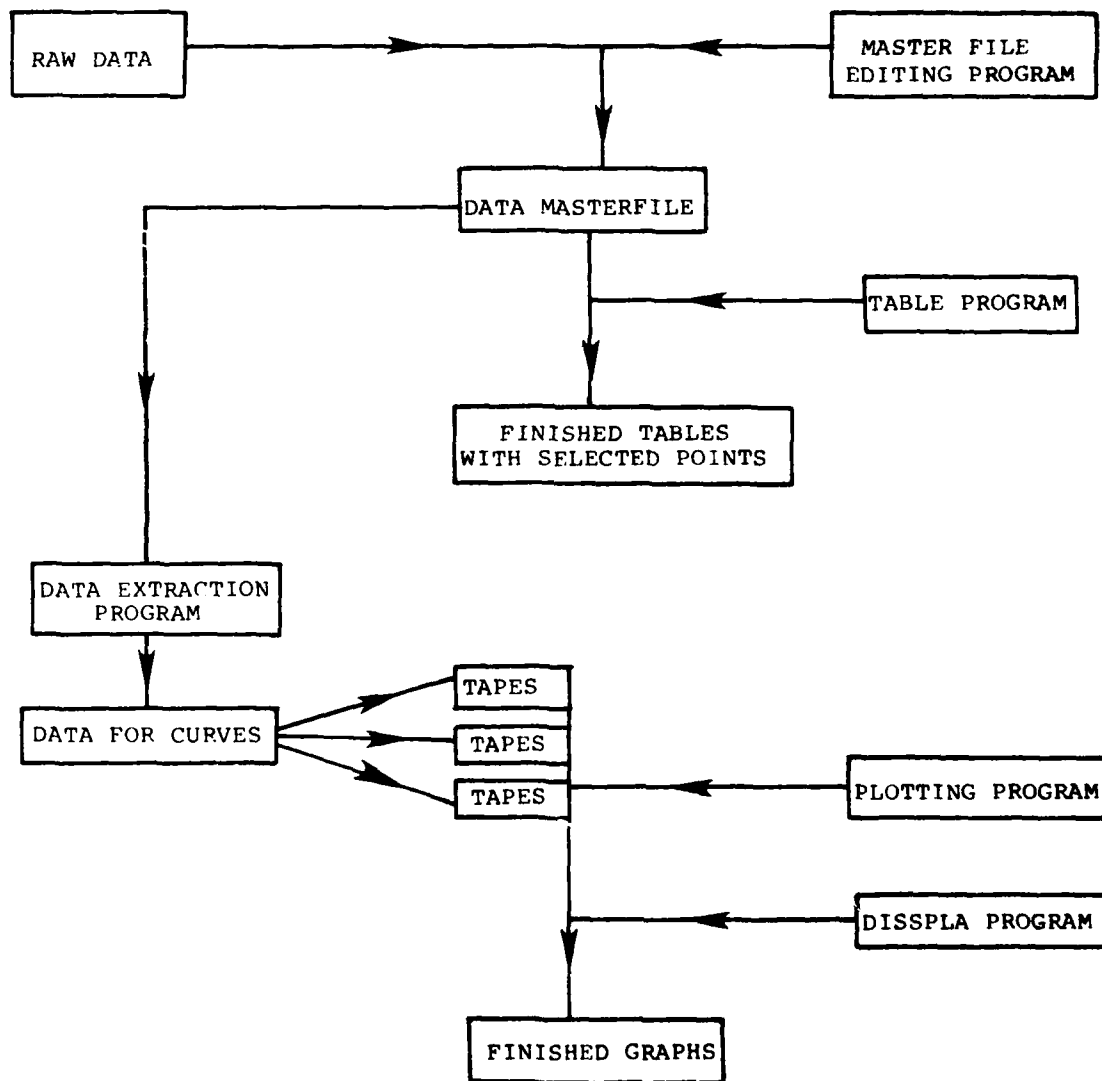 RAW DATA
MASTER FILE
EDITING PROGRAM
DATA MASTERFILE
TABLE PROGRAM
FINISHED TABLES
WITH SELECTED POINTS
DATA EXTRACTION
PROGRAM
DATA FOR CURVES
TAPES
TAPES
TAPES
PLOTTING PROGRAM
DISSPLA PROGRAM
FINISHED GRAPHS